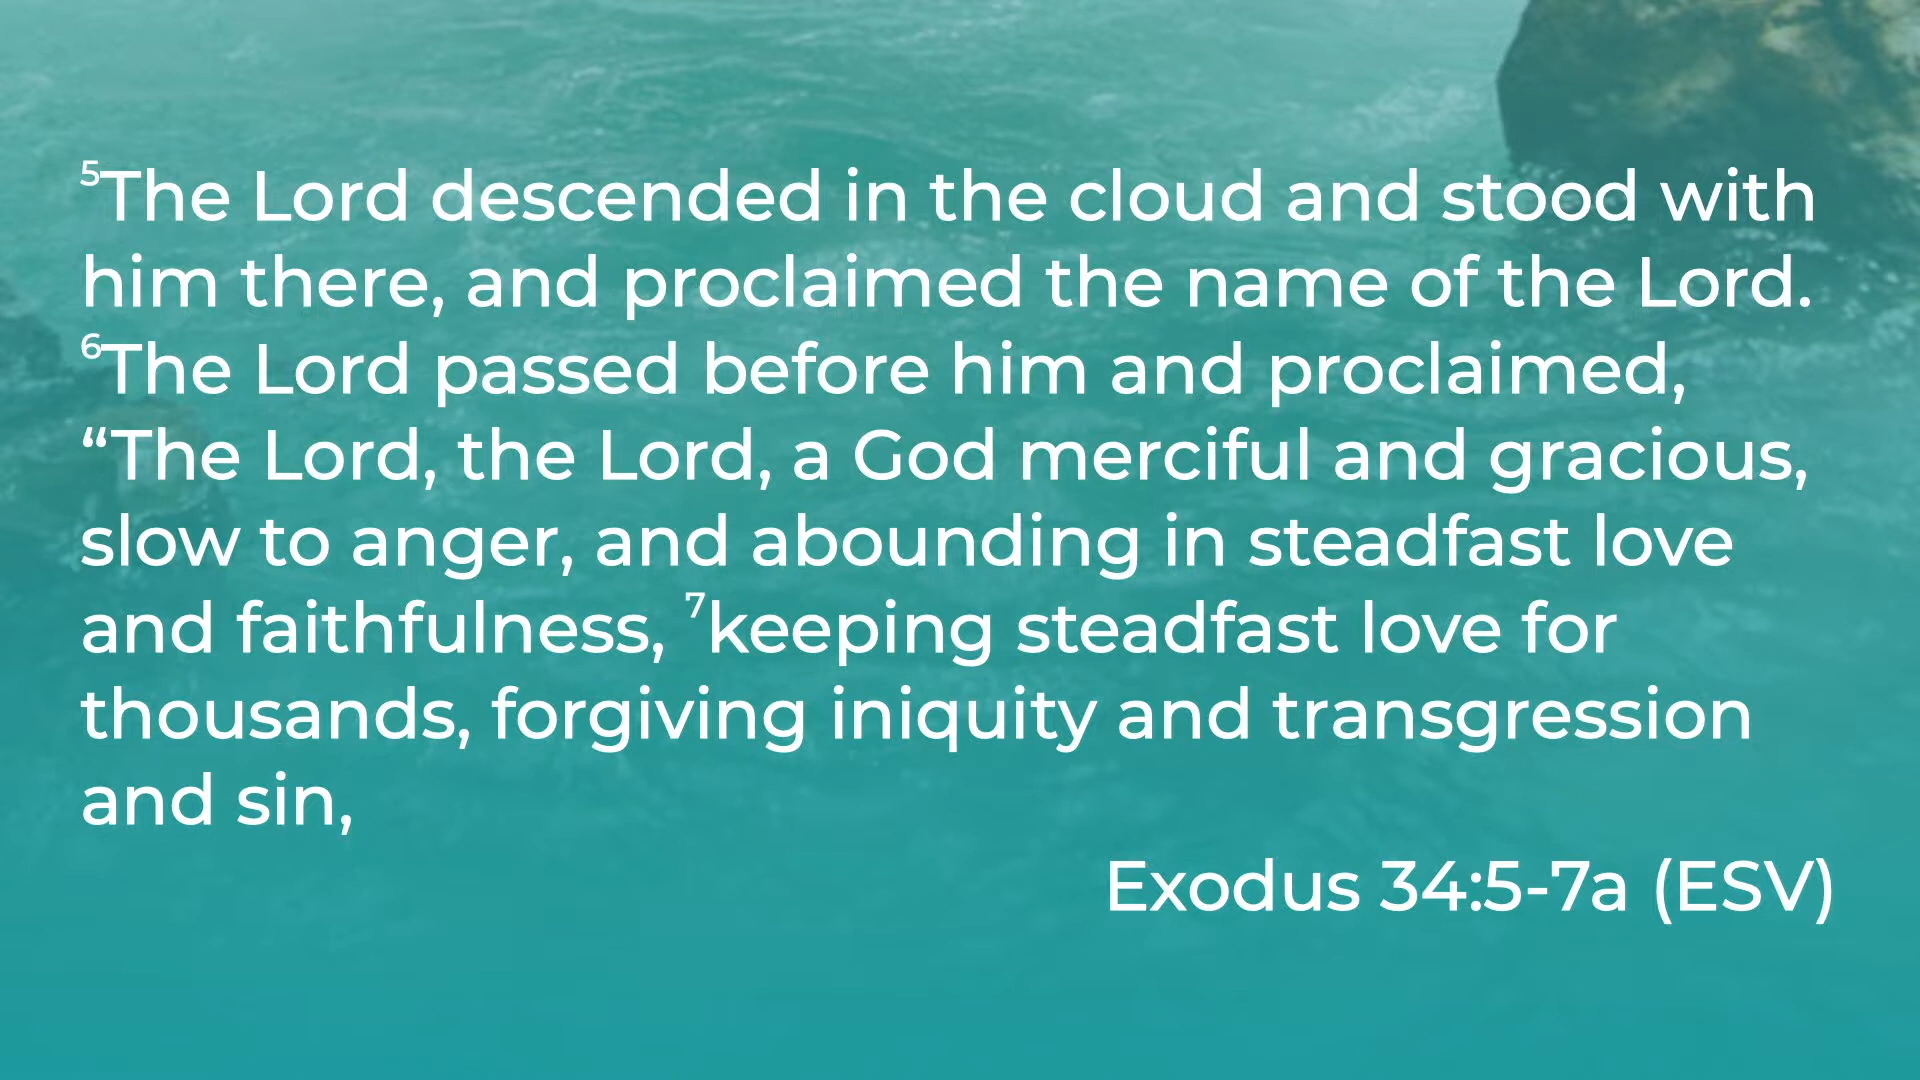 ⁵The Lord descended in the cloud and stood with
him there, and proclaimed the name of the Lord.
⁶The Lord passed before him and proclaimed,
“The Lord, the Lord, a God merciful and gracious,
slow to anger, and abounding in steadfast love
and faithfulness, ⁷keeping steadfast love for
thousands, forgiving iniquity and transgression
and sin,
Exodus 34:5-7a (ESV)